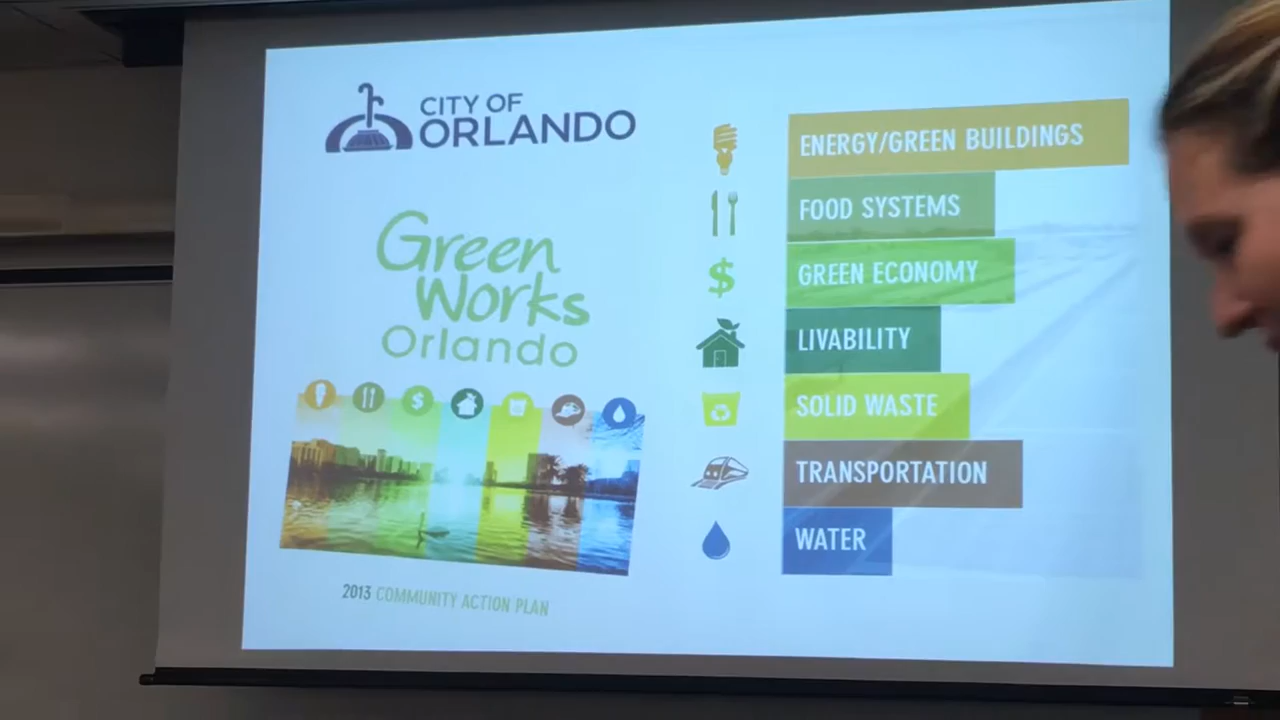 CITY OF
ORLANDO
Green
Works
Orlando
2013 COMMUNITY ACTION PLAN
ENERGY/GREEN BUILDINGS
FOOD SYSTEMS
$
GREEN ECONOMY
LIVABILITY
SOLID WASTE
TRANSPORTATION
WATER